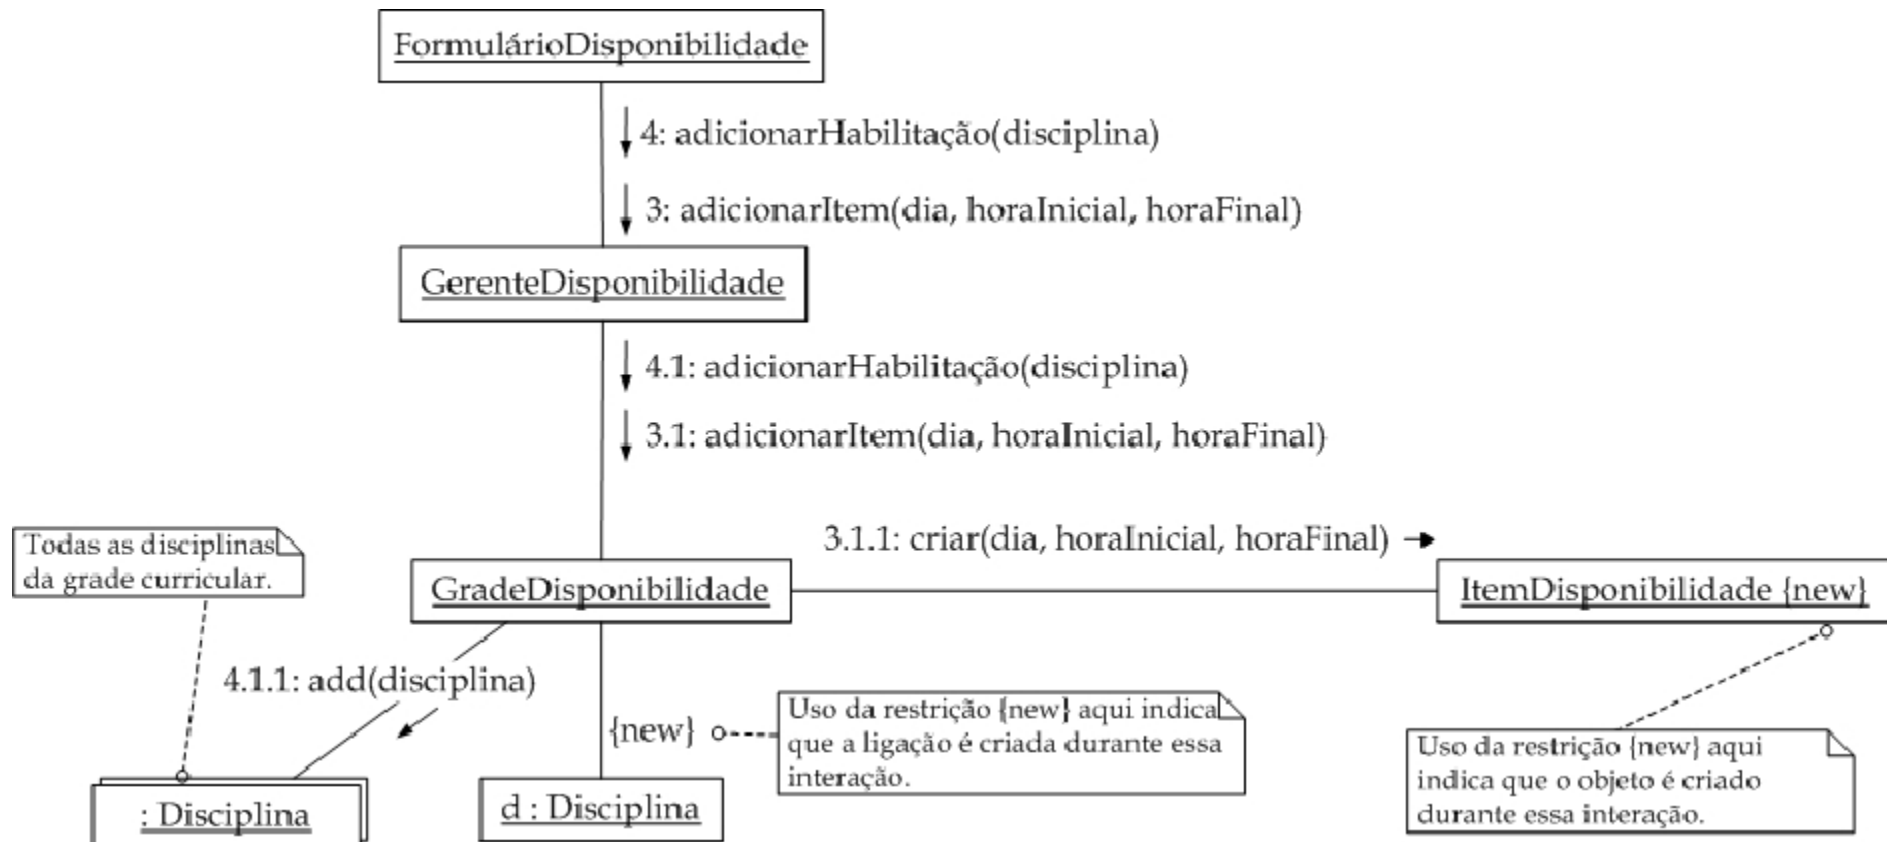 FormulárioDisponibilidade
4: adicionarHabilitação(disciplina)
3: adicionarItem(dia, horaInicial, horaFinal)
GerenteDisponibilidade
4.1: adicionarHabilitação(disciplina)
3.1: adicionarItem(dia, horaInicial, horaFinal)
Todas as disciplinas
da grade curricular.
3.1.1: criar(dia, horaInicial, horaFinal)
GradeDisponibilidade
ItemDisponibilidade {new}
4.1.1: add(disciplina)
{new}
Uso da restrição {new} aqui indica
que a ligação é criada durante essa
interação.
Uso da restrição {new} aqui
indica que o objeto é criado
durante essa interação.
: Disciplina
d : Disciplina